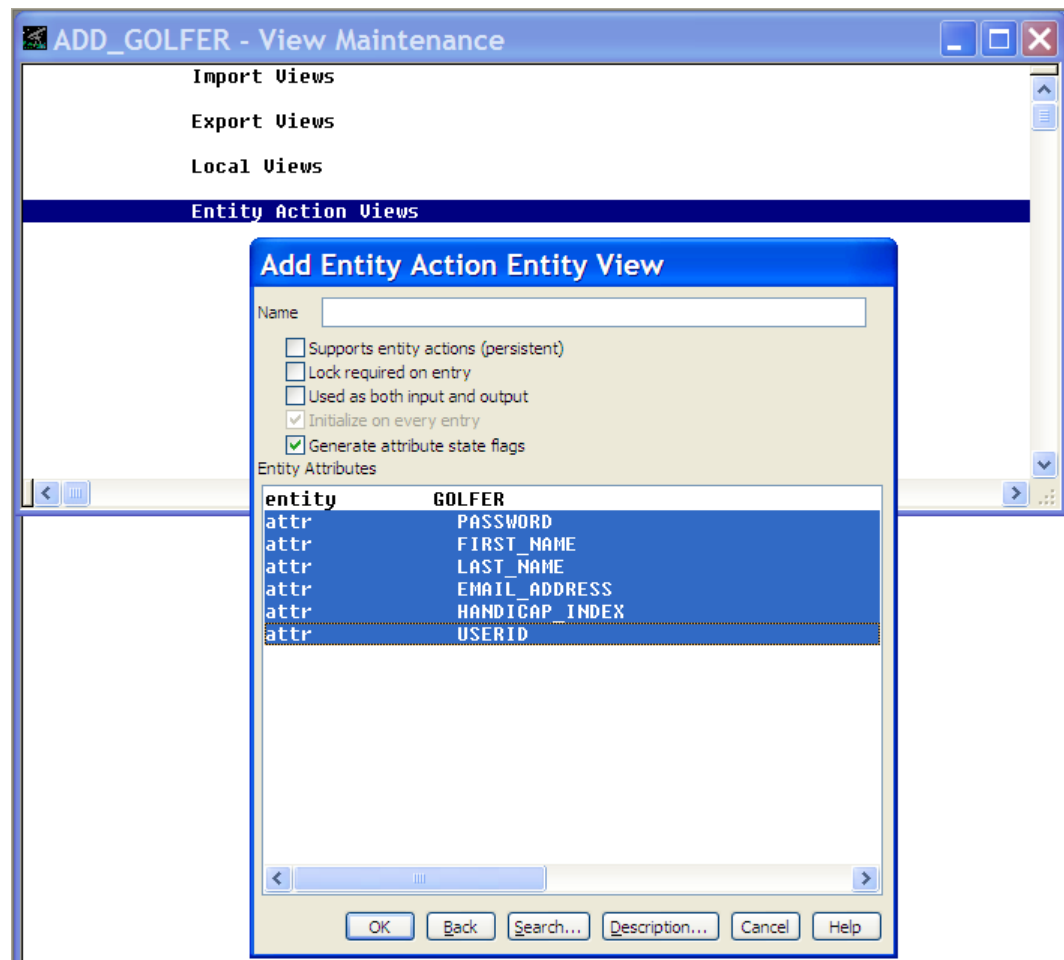 ADD_GOLFER - View Maintenance
Import Views
Export Views
Local Views
Entity Action Views
Add Entity Action Entity View
Name
Supports entity actions (persistent)
Lock required on entry
Used as both input and output
Initialize on every entry
Generate attribute state flags
Entity Attributes
entity GOLFER
attr PASSWORD
attr FIRST_NAME
attr LAST_NAME
attr EMAIL_ADDRESS
attr HANDICAP_INDEX
attr USERID
OK Back Search... Description... Cancel Help